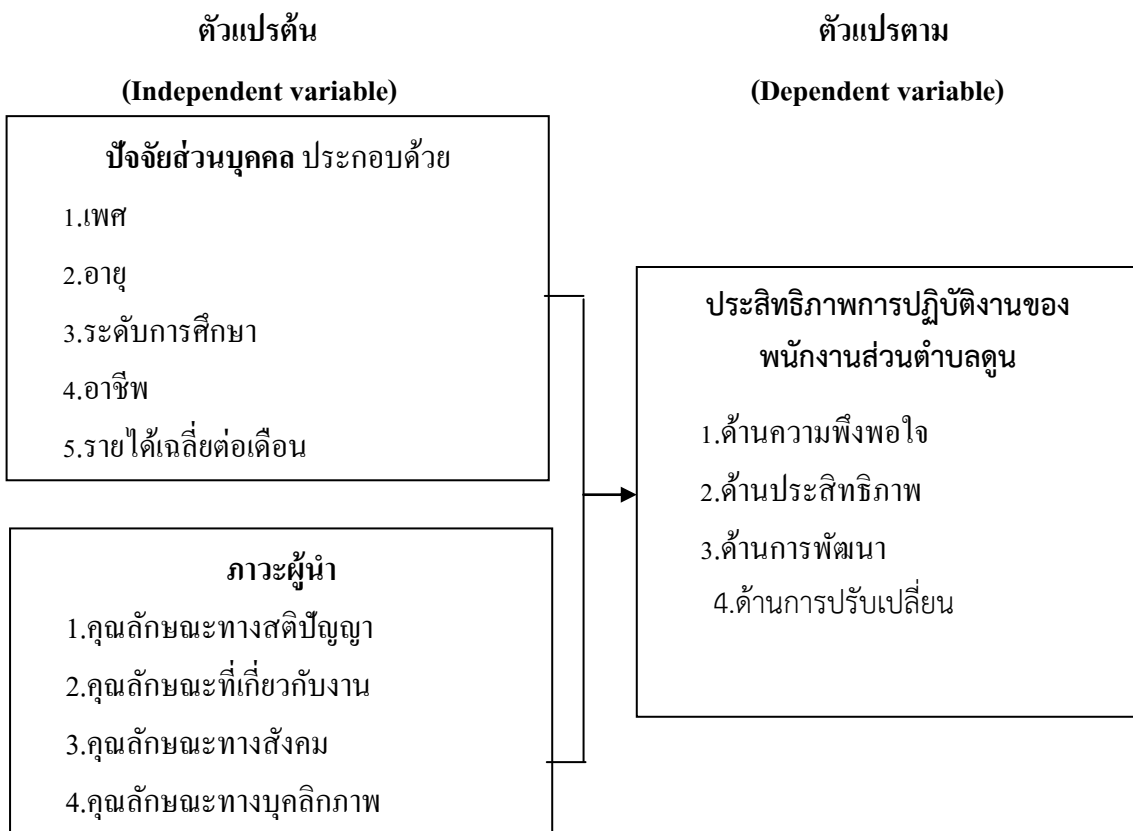 ตัวแปรต้น
(Independent variable)
ปัจจัยส่วนบุคคล ประกอบด้วย
1.เพศ
2.อายุ
3.ระดับการศึกษา
4.อาชีพ
5.รายได้เฉลี่ยต่อเดือน
ภาวะผู้นำ
1.คุณลักษณะทางสติปัญญา
2.คุณลักษณะที่เกี่ยวกับงาน
3.คุณลักษณะทางสังคม
4.คุณลักษณะทางบุคลิกภาพ
ตัวแปรตาม
(Dependent variable)
ประสิทธิภาพการปฏิบัติงานของ
พนักงานส่วนตำบลดูน
1.ด้านความพึงพอใจ
2.ด้านประสิทธิภาพ
3.ด้านการพัฒนา
4.ด้านการปรับเปลี่ยน